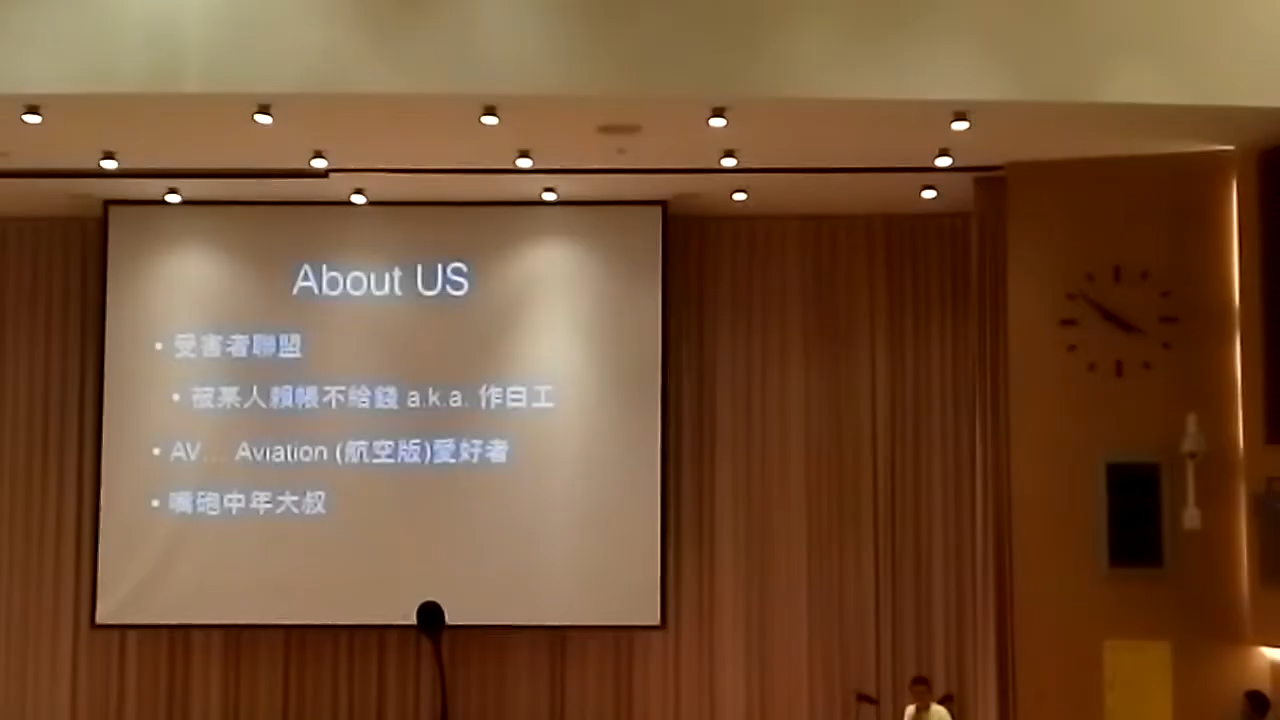 About US
• 受害者聯盟
• 被某人賴帳不給錢 a.k.a. 作白工
• AV... Aviation (航空版)愛好者
• 嘴砲中年大叔